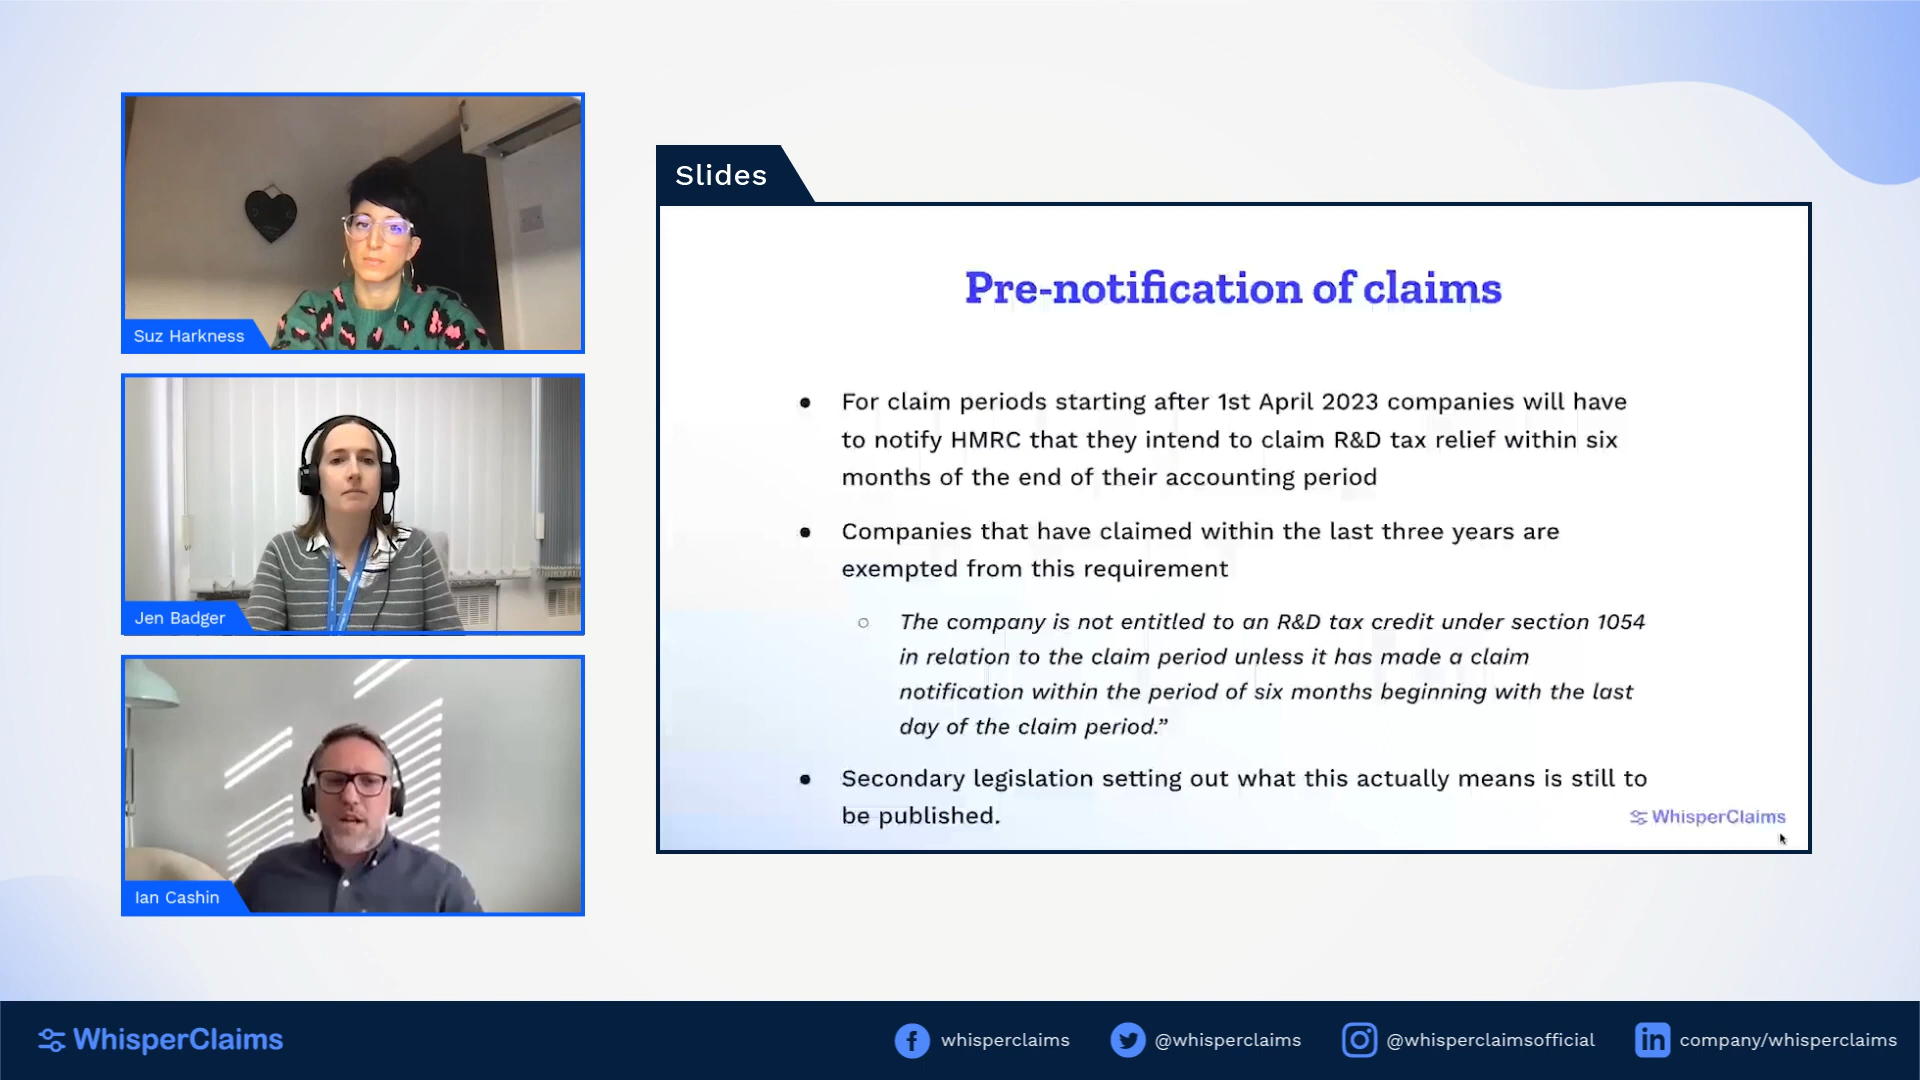 Suz Harkness
Jen Badger
Ian Cashin
Slides
Pre-notification of claims
● For claim periods starting after 1st April 2023 companies will have
to notify HMRC that they intend to claim R&D tax relief within six
months of the end of their accounting period
● Companies that have claimed within the last three years are
exempted from this requirement
○ The company is not entitled to an R&D tax credit under section 1054
in relation to the claim period unless it has made a claim
notification within the period of six months beginning with the last
day of the claim period.”
● Secondary legislation setting out what this actually means is still to
be published.
WhisperClaims
WhisperClaims
whisperclaims
@whisperclaims
@whisperclaimsofficial
company/whisperclaims